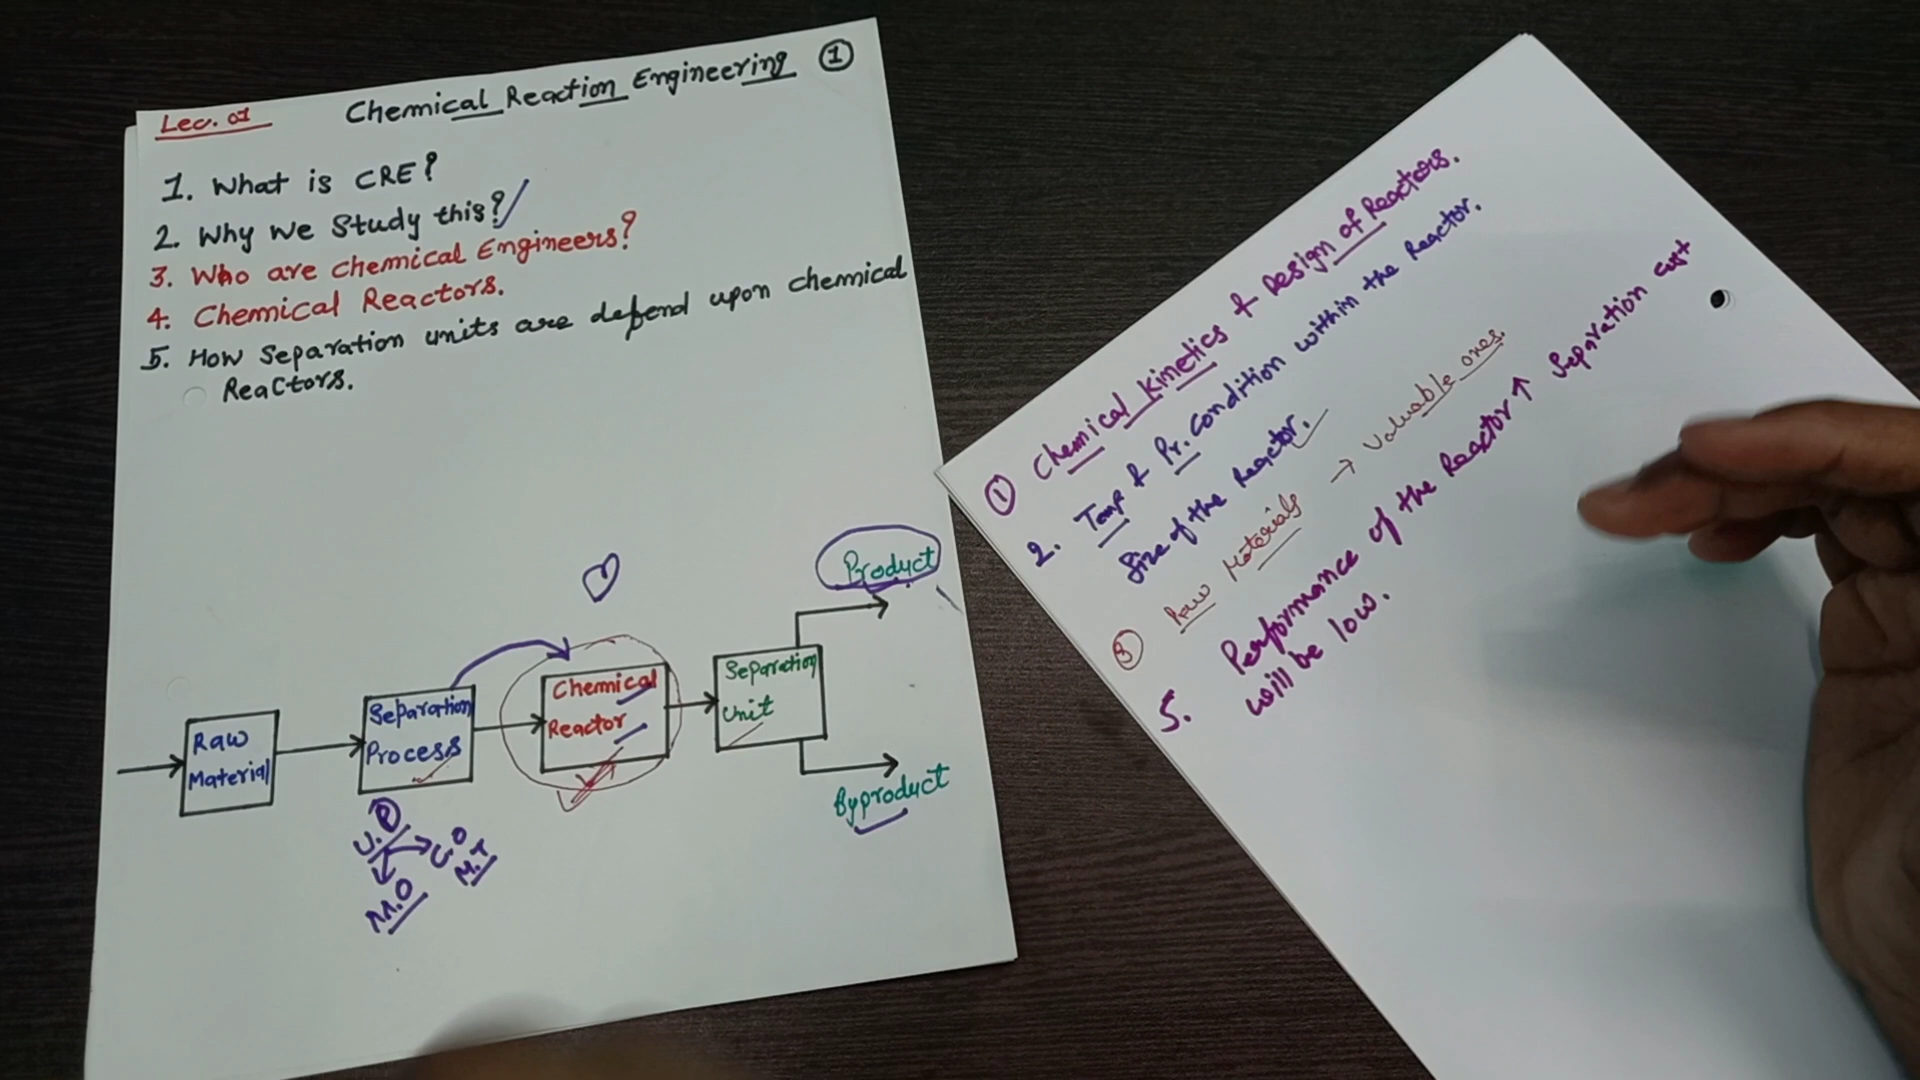 Lec. 01
Chemical Reaction Engineering ①
1. What is CRE?
2. Why We Study this?
3. Who are Chemical Engineers?
4. Chemical Reactors.
5. How Separation units are defend upon chemical
Reactors.
Raw
Material
Separation
Process
Chemical
Reactor
Separation
Unit
Product
Byproduct
M.O
M.T
① Chemical Kinetics & Design of Reactors.
2. Temp & Pr. Condition within the Reactor.
Size of the Reactor.
③ Raw Materials → Valuable ones.
5. Performance of the Reactor ↑ Separation cost
will be low.